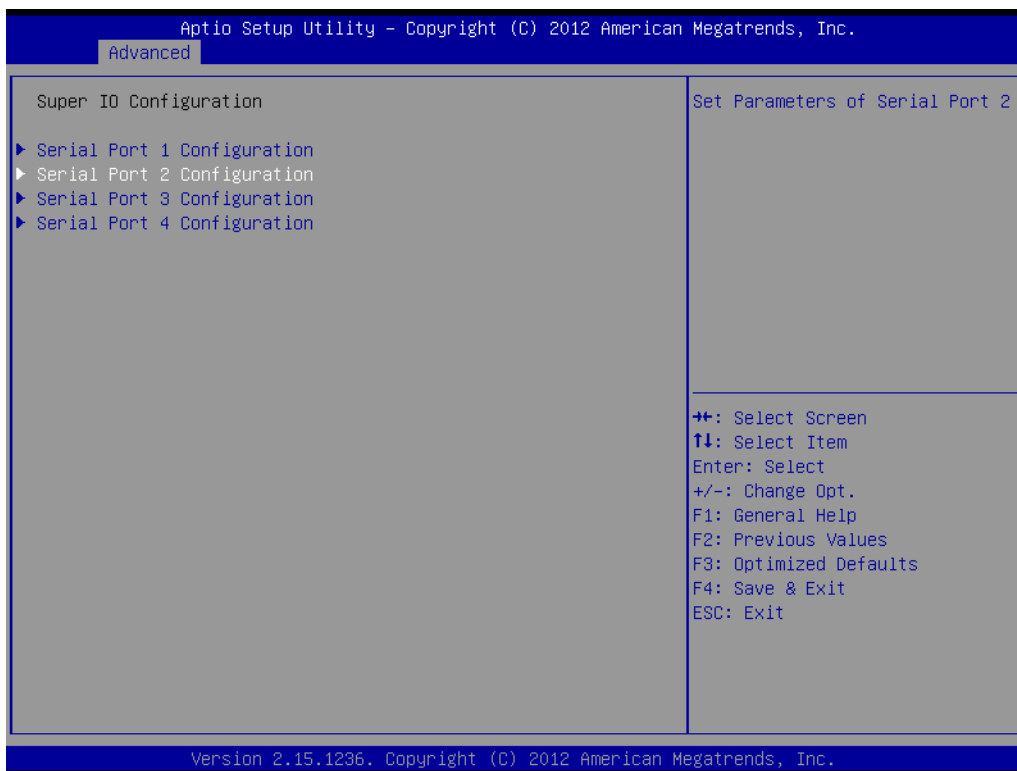 Aptio Setup Utility – Copyright (C) 2012 American Megatrends, Inc.
Advanced
Super IO Configuration
Serial Port 1 Configuration
Serial Port 2 Configuration
Serial Port 3 Configuration
Serial Port 4 Configuration
Set Parameters of Serial Port 2
→←: Select Screen
↑↓: Select Item
Enter: Select
+/-: Change Opt.
F1: General Help
F2: Previous Values
F3: Optimized Defaults
F4: Save & Exit
ESC: Exit
Version 2.15.1236. Copyright (C) 2012 American Megatrends, Inc.